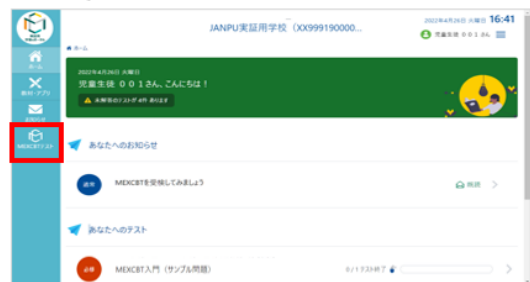 JANPU実証用学校（XX999190000...
2022年4月26日 火曜日 16:41
児童生徒 ００１さん
ホーム
ホーム
教材・アプリ
お知らせ
MEXCBTテスト
2022年4月26日 火曜日
児童生徒 ００１さん、こんにちは！
未解答のテストが 4件 あります
あなたへのお知らせ
通常
MEXCBTを受検してみましょう
既読
あなたへのテスト
必修
MEXCBT入門（サンプル問題）
0 / 1 テスト終了